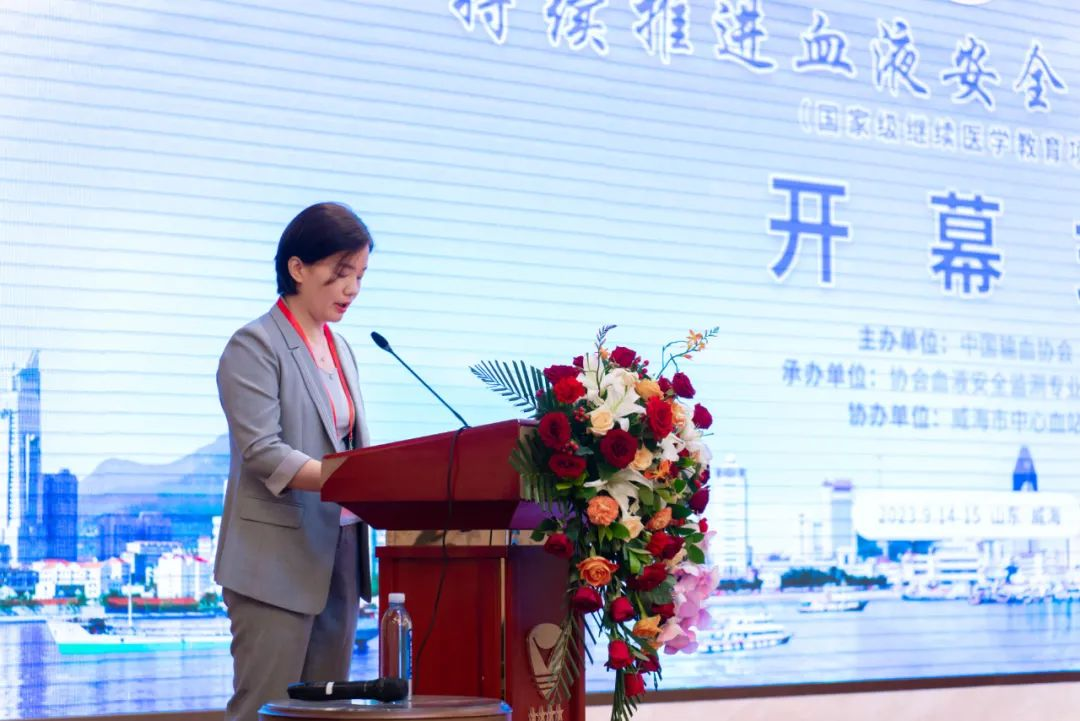 持续推进血液安全
(国家级继续医学教育项
开幕
主办单位：中国输血协会
承办单位：协会血液安全监测专业
协办单位：威海市中心血站
2023.9.14-15 山东 威海